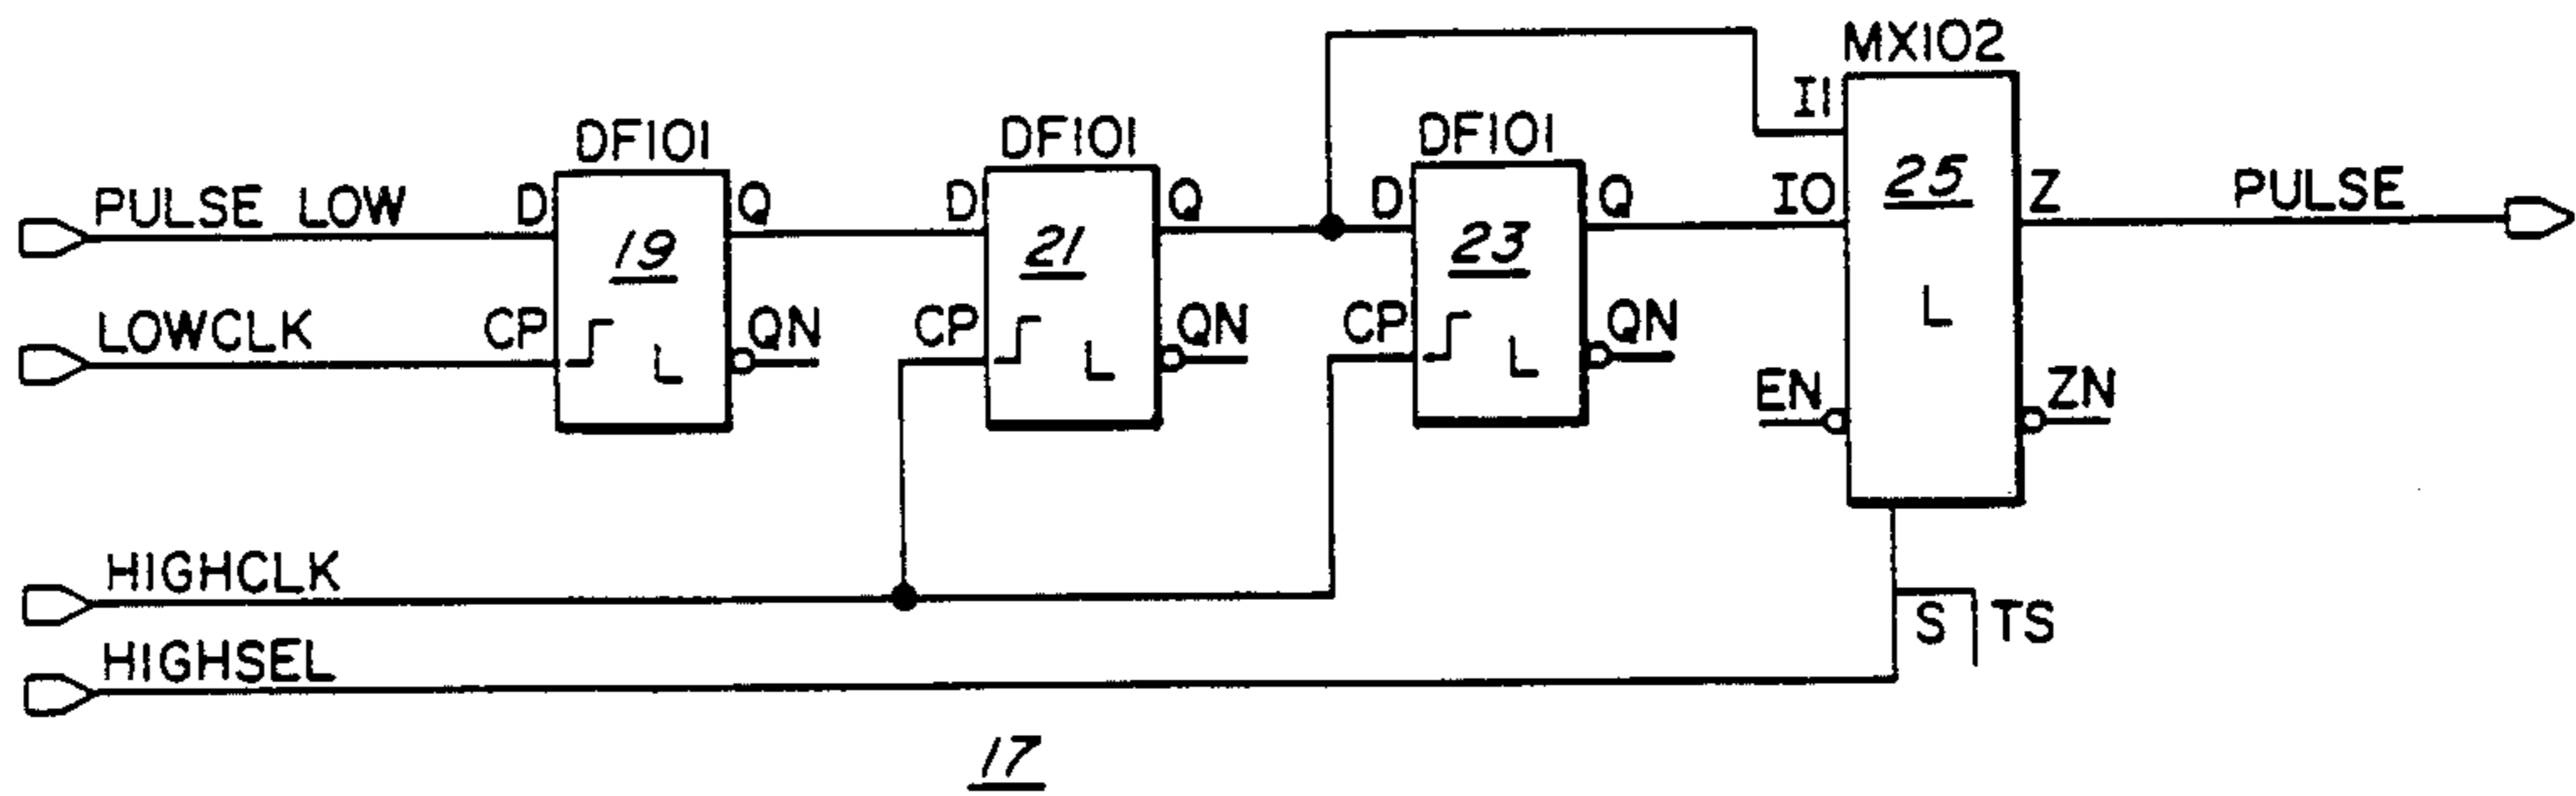 MX102
I1
DF101
DF101
DF101
PULSE LOW
D
19
Q
D
21
Q
D
23
Q
I0
25
Z
PULSE
LOWCLK
CP
L
QN
CP
L
QN
CP
L
QN
L
EN
ZN
HIGHCLK
S
TS
HIGHSEL
17